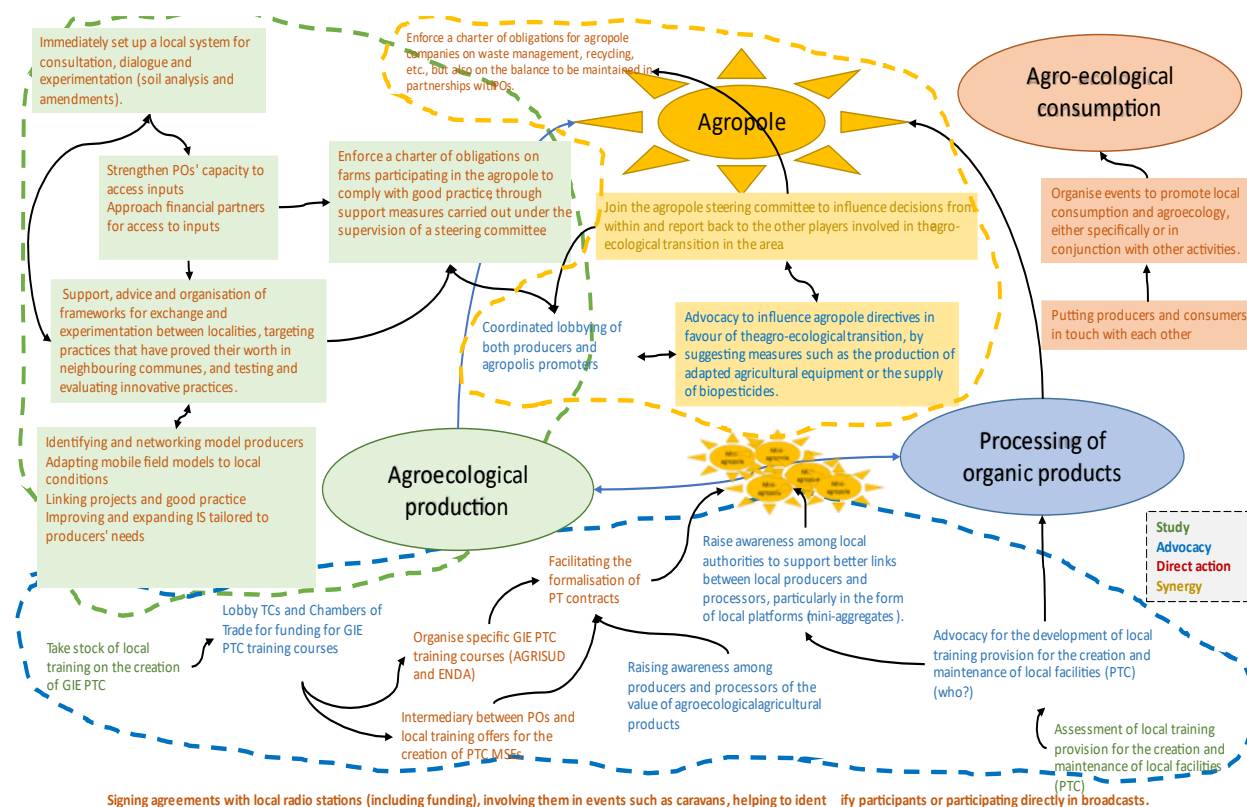 Immediately set up a local system for
consultation, dialogue and
experimentation (soil analysis and
amendments).
Enforce a charter of obligations for agropole
companies on waste management, recycling,
etc., but also on the balance to be maintained in
partnerships withPOs.
Agropole
Agro-ecological
consumption
Strengthen POs' capacity to
access inputs
Approach financial partners
for access to inputs
Enforce a charter of obligations on
farms participating in the agropole to
comply with good practice, through
support measures carried out under the
supervision of a steering committee
Join the agropole steering committee to influence decisions from
within and report back to the other players involved in theagro-
ecological transition in the area.
Organise events to promote local
consumption and agroecology,
either specifically or in
conjunction with other activities.
Support, advice and organisation of
frameworks for exchange and
experimentation between localities, targeting
practices that have proved their worth in
neighbouring communes, and testing and
evaluating innovative practices.
Coordinated lobbying of
both producers and
agropolis promoters
Advocacy to influence agropole directives in
favour of theagro-ecological transition, by
suggesting measures such as the production of
adapted agricultural equipment or the supply
of biopesticides.
Putting producers and consumers
in touch with each other
Identifying and networking model producers
Adapting mobile field models to local
conditions
Linking projects and good practice
Improving and expanding IS tailored to
producers' needs
Agroecological
production
Processing of
organic products
Study
Advocacy
Direct action
Synergy
Facilitating the
formalisation of
PT contracts
Raise awareness among local
authorities to support better links
between local producers and
processors, particularly in the form
of local platforms (mini-aggregates ).
Take stock of local
training on the creation
of GIE PTC
Lobby TCs and Chambers of
Trade for funding for GIE
PTC training courses
Organise specific GIE PTC
training courses (AGRISUD
and ENDA)
Raising awareness among
producers and processors of the
value of agroecologicalagricultural
products
Advocacy for the development of local
training provision for the creation and
maintenance of local facilities (PTC)
(who?)
Intermediary between POs and
local training offers for the
creation of PTC MSEs
Assessment of local training
provision for the creation and
maintenance of local facilities
(PTC)
Signing agreements with local radio stations (including funding), involving them in events such as caravans, helping to ident ify participants or participating directly in broadcasts.